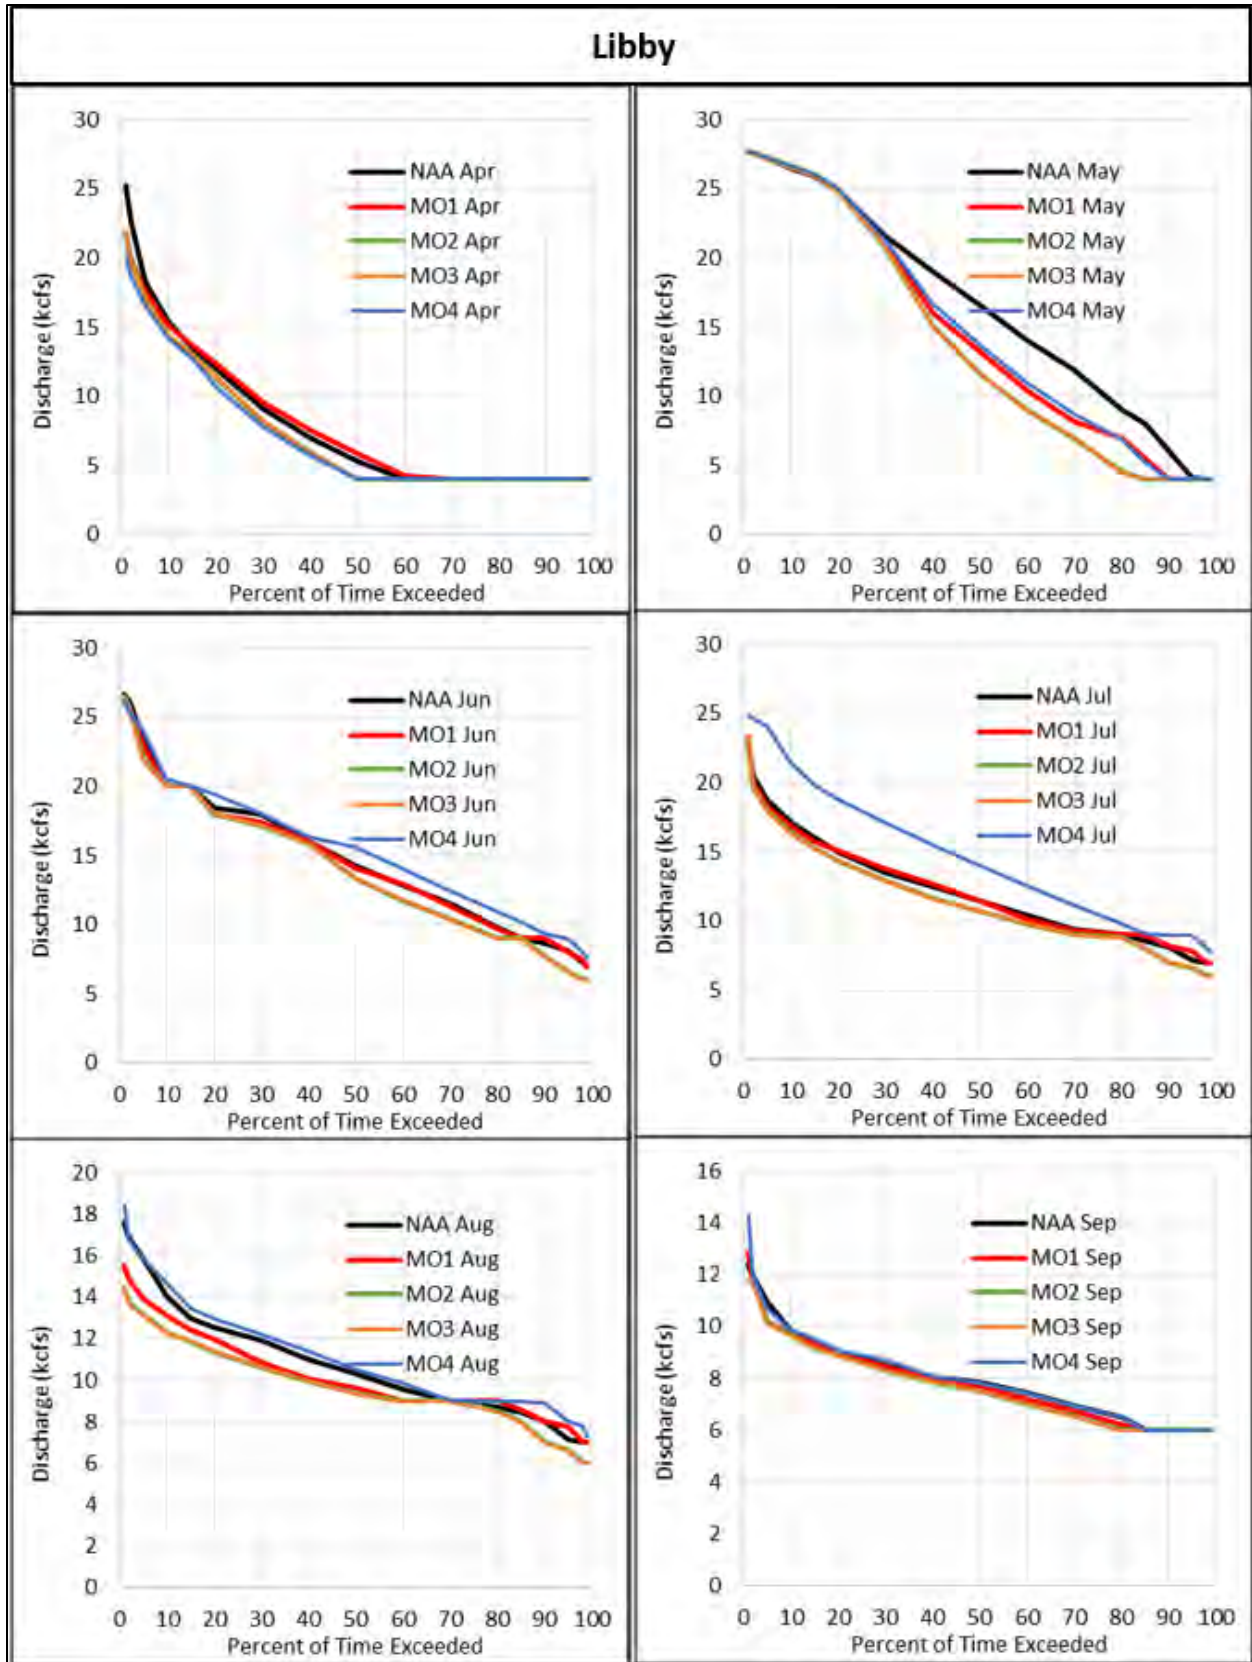 Libby
30
25
20
15
10
5
0
Discharge (kcfs)
NAA Apr
MO1 Apr
MO2 Apr
MO3 Apr
MO4 Apr
0 10 20 30 40 50 60 70 80 90 100
Percent of Time Exceeded
30
25
20
15
10
5
0
Discharge (kcfs)
NAA May
MO1 May
MO2 May
MO3 May
MO4 May
0 10 20 30 40 50 60 70 80 90 100
Percent of Time Exceeded
30
25
20
15
10
5
0
Discharge (kcfs)
NAA Jun
MO1 Jun
MO2 Jun
MO3 Jun
MO4 Jun
0 10 20 30 40 50 60 70 80 90 100
Percent of Time Exceeded
30
25
20
15
10
5
0
Discharge (kcfs)
NAA Jul
MO1 Jul
MO2 Jul
MO3 Jul
MO4 Jul
0 10 20 30 40 50 60 70 80 90 100
Percent of Time Exceeded
20
18
16
14
12
10
8
6
4
2
0
Discharge (kcfs)
NAA Aug
MO1 Aug
MO2 Aug
MO3 Aug
MO4 Aug
0 10 20 30 40 50 60 70 80 90 100
Percent of Time Exceeded
16
14
12
10
8
6
4
2
0
Discharge (kcfs)
NAA Sep
MO1 Sep
MO2 Sep
MO3 Sep
MO4 Sep
0 10 20 30 40 50 60 70 80 90 100
Percent of Time Exceeded